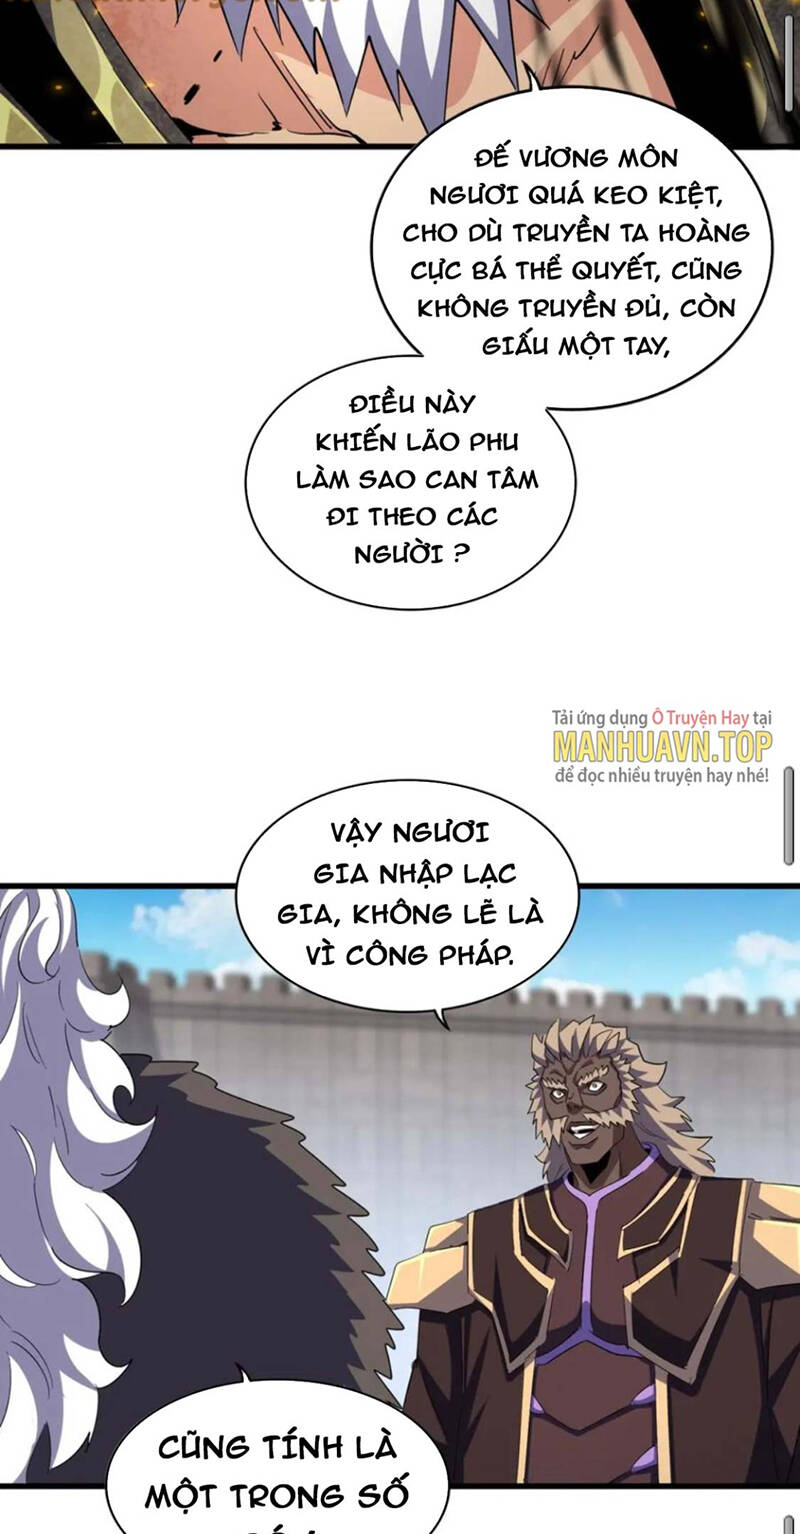 ĐẾ VƯƠNG MÔN
NGƯƠI QUÁ KEO KIỆT,
CHO DÙ TRUYỀN TA HOÀNG
CỰC BÁ THỂ QUYẾT, CŨNG
KHÔNG TRUYỀN ĐỦ, CÒN
GIẤU MỘT TAY,
ĐIỀU NÀY
KHIẾN LÃO PHU
LÀM SAO CAN TÂM
ĐI THEO CÁC
NGƯỜI ?
Tải ứng dụng Ô Truyện Hay tại
MANHUAVN.TOP
để đọc nhiều truyện hay nhé!
VẬY NGƯƠI
GIA NHẬP LẠC
GIA, KHÔNG LẼ LÀ
VÌ CÔNG PHÁP.
CŨNG TÍNH LÀ
MỘT TRONG SỐ